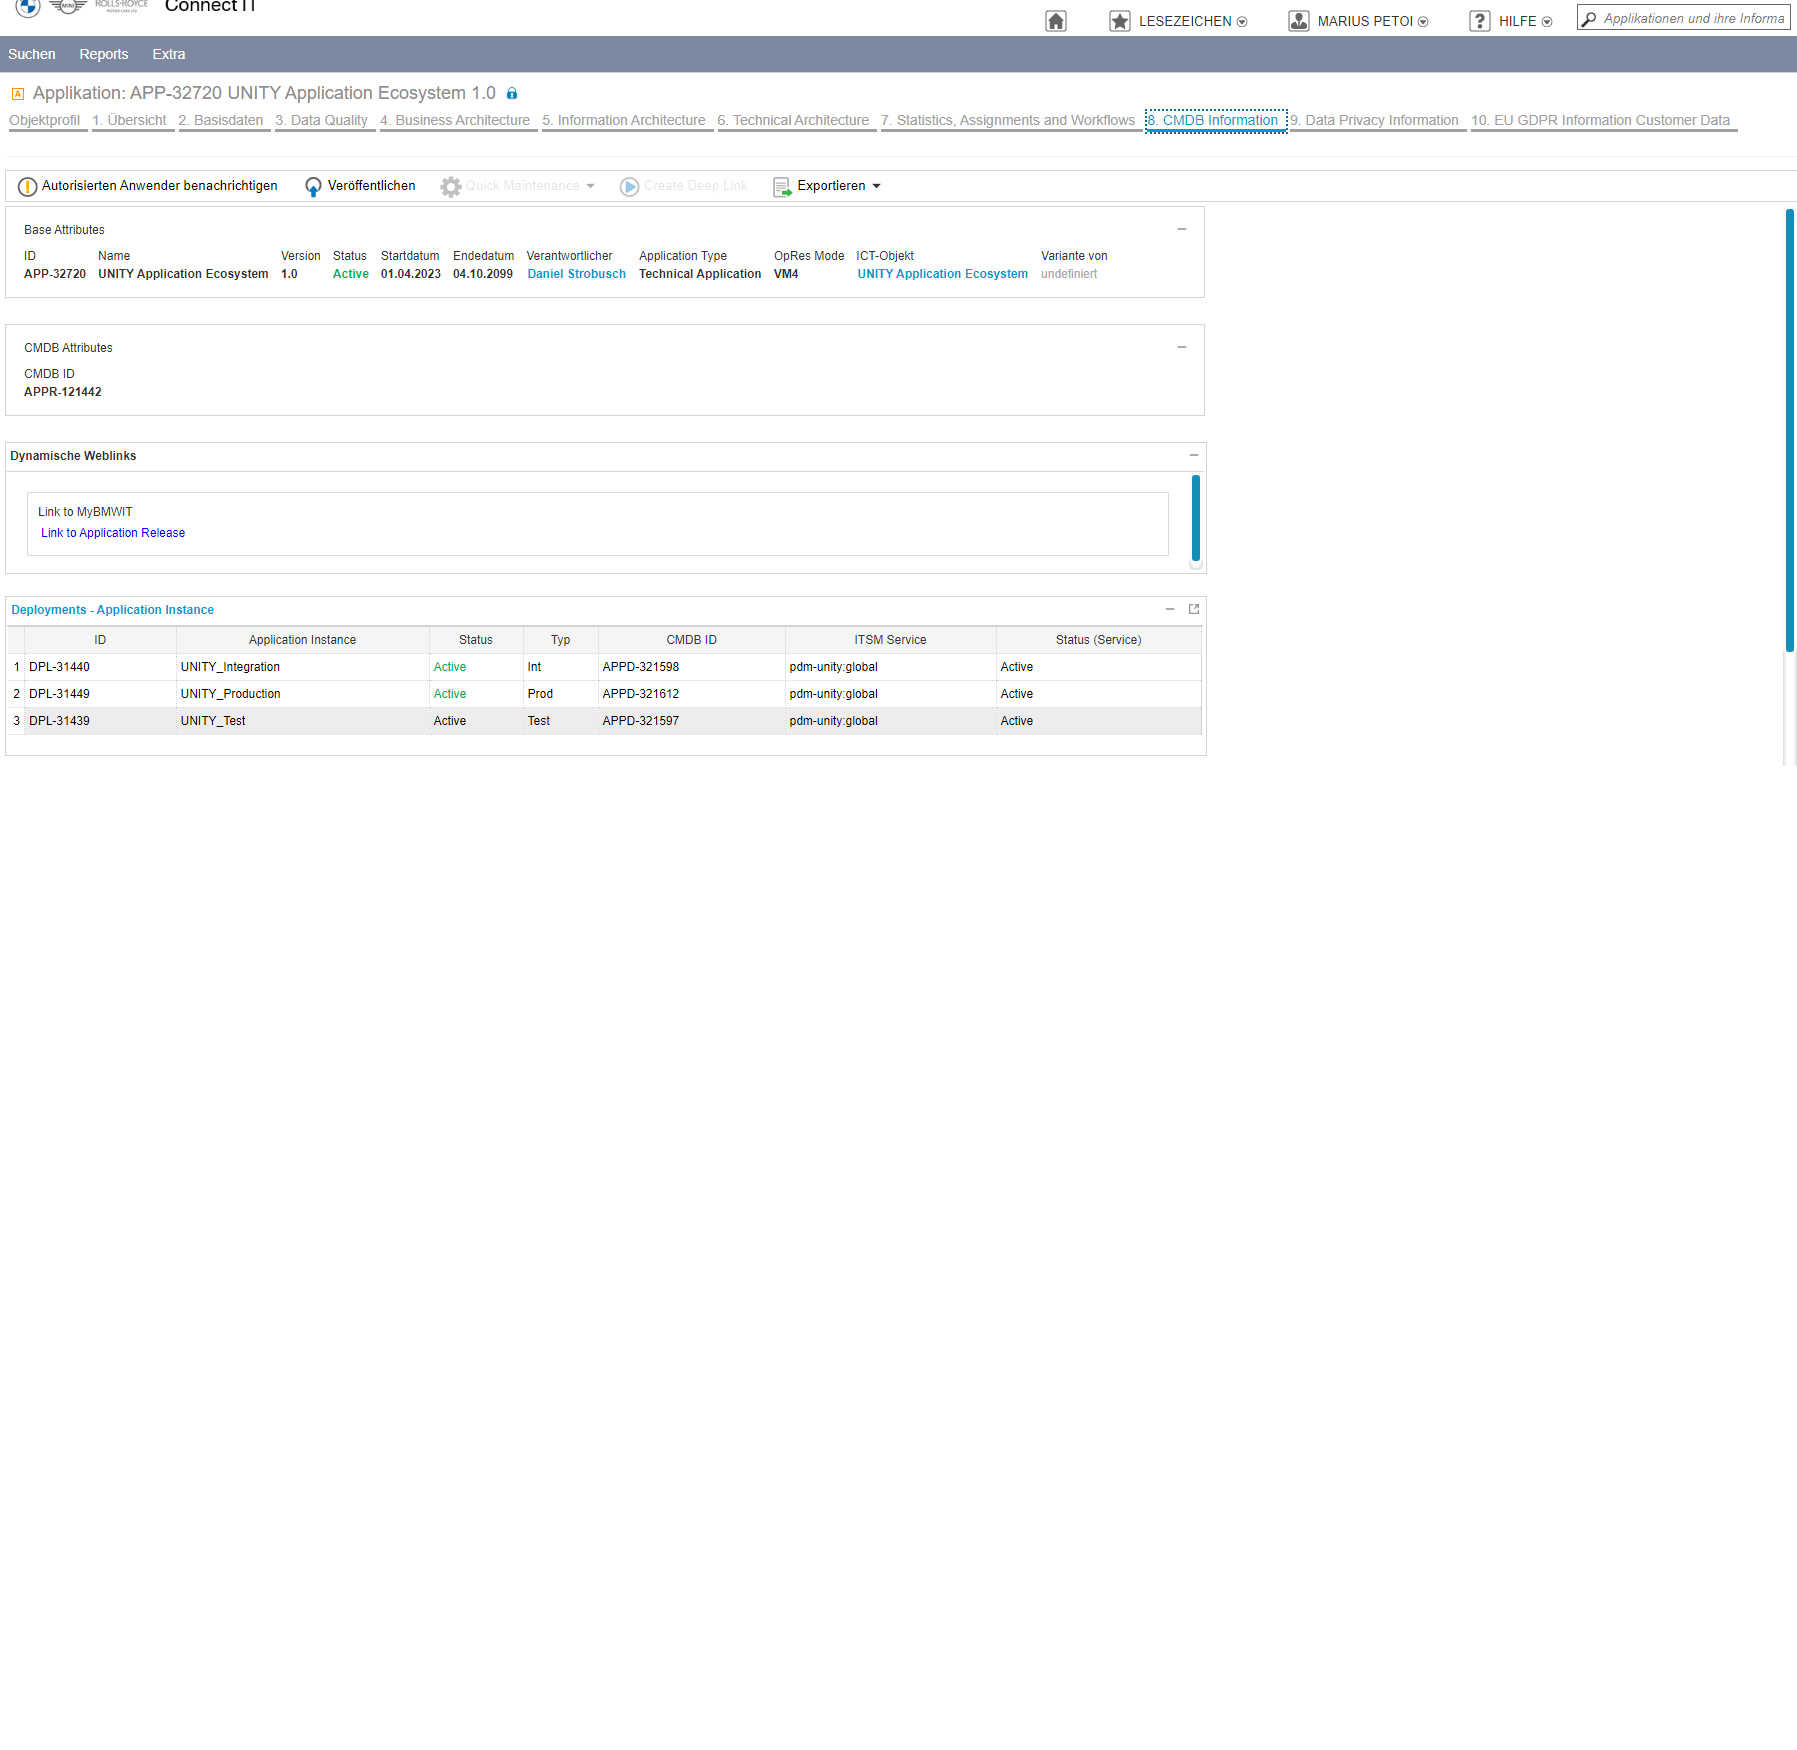 MINI ROLLS-ROYCE MOTOR CARS LTD Connect IT
LESEZEICHEN MARIUS PETOI HILFE Applikationen und ihre Informa
Suchen Reports Extra
A Applikation: APP-32720 UNITY Application Ecosystem 1.0
Objektprofil 1. Übersicht 2. Basisdaten 3. Data Quality 4. Business Architecture 5. Information Architecture 6. Technical Architecture 7. Statistics, Assignments and Workflows 8. CMDB Information 9. Data Privacy Information 10. EU GDPR Information Customer Data
Autorisierten Anwender benachrichtigen Veröffentlichen Quick Maintenance Create Deep Link Exportieren
Base Attributes
ID Name Version Status Startdatum Endedatum Verantwortlicher Application Type OpRes Mode ICT-Objekt Variante von
APP-32720 UNITY Application Ecosystem 1.0 Active 01.04.2023 04.10.2099 Daniel Strobusch Technical Application VM4 UNITY Application Ecosystem undefiniert
CMDB Attributes
CMDB ID
APPR-121442
Dynamische Weblinks
Link to MyBMWIT
Link to Application Release
Deployments - Application Instance
ID Application Instance Status Typ CMDB ID ITSM Service Status (Service)
1 DPL-31440 UNITY_Integration Active Int APPD-321598 pdm-unity:global Active
2 DPL-31449 UNITY_Production Active Prod APPD-321612 pdm-unity:global Active
3 DPL-31439 UNITY_Test Active Test APPD-321597 pdm-unity:global Active